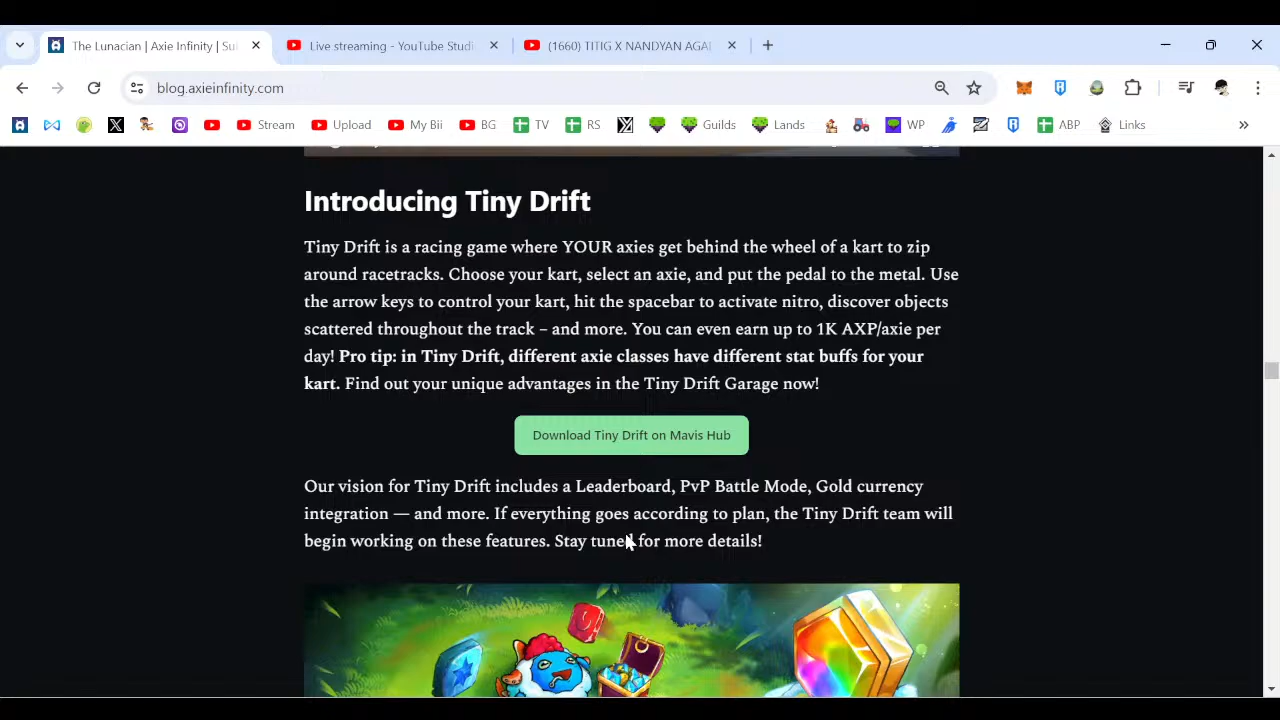 The Lunacian | Axie Infinity | Su
Live streaming - YouTube Studi
(1660) TITIG X NANDYAN AGAD
blog.axieinfinity.com
Stream
Upload
My Bii
BG
TV
RS
Guilds
Lands
WP
ABP
Links
Introducing Tiny Drift
Tiny Drift is a racing game where YOUR axies get behind the wheel of a kart to zip
around racetracks. Choose your kart, select an axie, and put the pedal to the metal. Use
the arrow keys to control your kart, hit the spacebar to activate nitro, discover objects
scattered throughout the track – and more. You can even earn up to 1K AXP/axie per
day! Pro tip: in Tiny Drift, different axie classes have different stat buffs for your
kart. Find out your unique advantages in the Tiny Drift Garage now!
Download Tiny Drift on Mavis Hub
Our vision for Tiny Drift includes a Leaderboard, PvP Battle Mode, Gold currency
integration — and more. If everything goes according to plan, the Tiny Drift team will
begin working on these features. Stay tuned for more details!